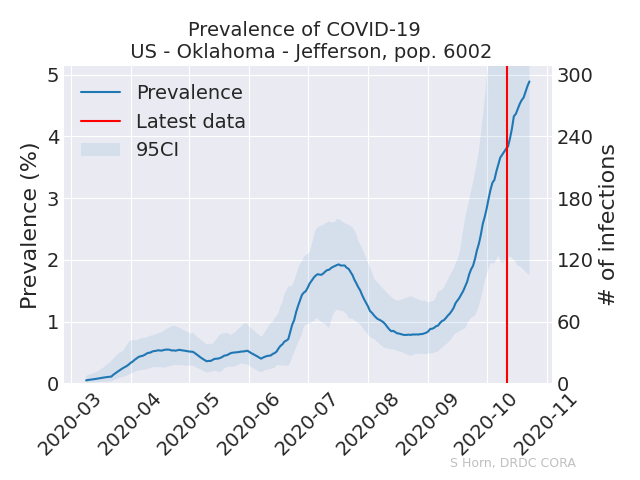 Prevalence of COVID-19
US - Oklahoma - Jefferson, pop. 6002
Prevalence (%)
5
4
3
2
1
0
Prevalence
Latest data
95CI
300
240
180
120
60
0
# of infections
2020-03
2020-04
2020-05
2020-06
2020-07
2020-08
2020-09
2020-10
2020-11
S Horn, DRDC CORA